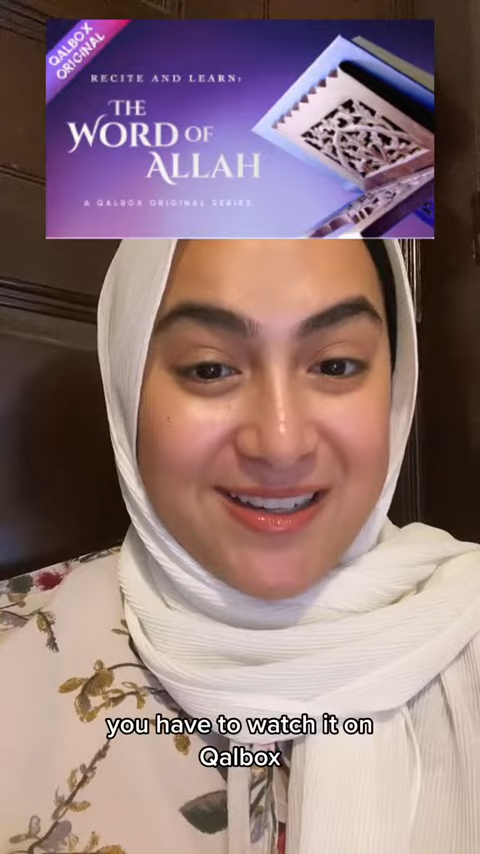 QALBOX
ORIGINAL
RECITE AND LEARN:
THE
WORD OF
ALLAH
A QALBOX ORIGINAL SERIES
you have to watch it on
Qalbox